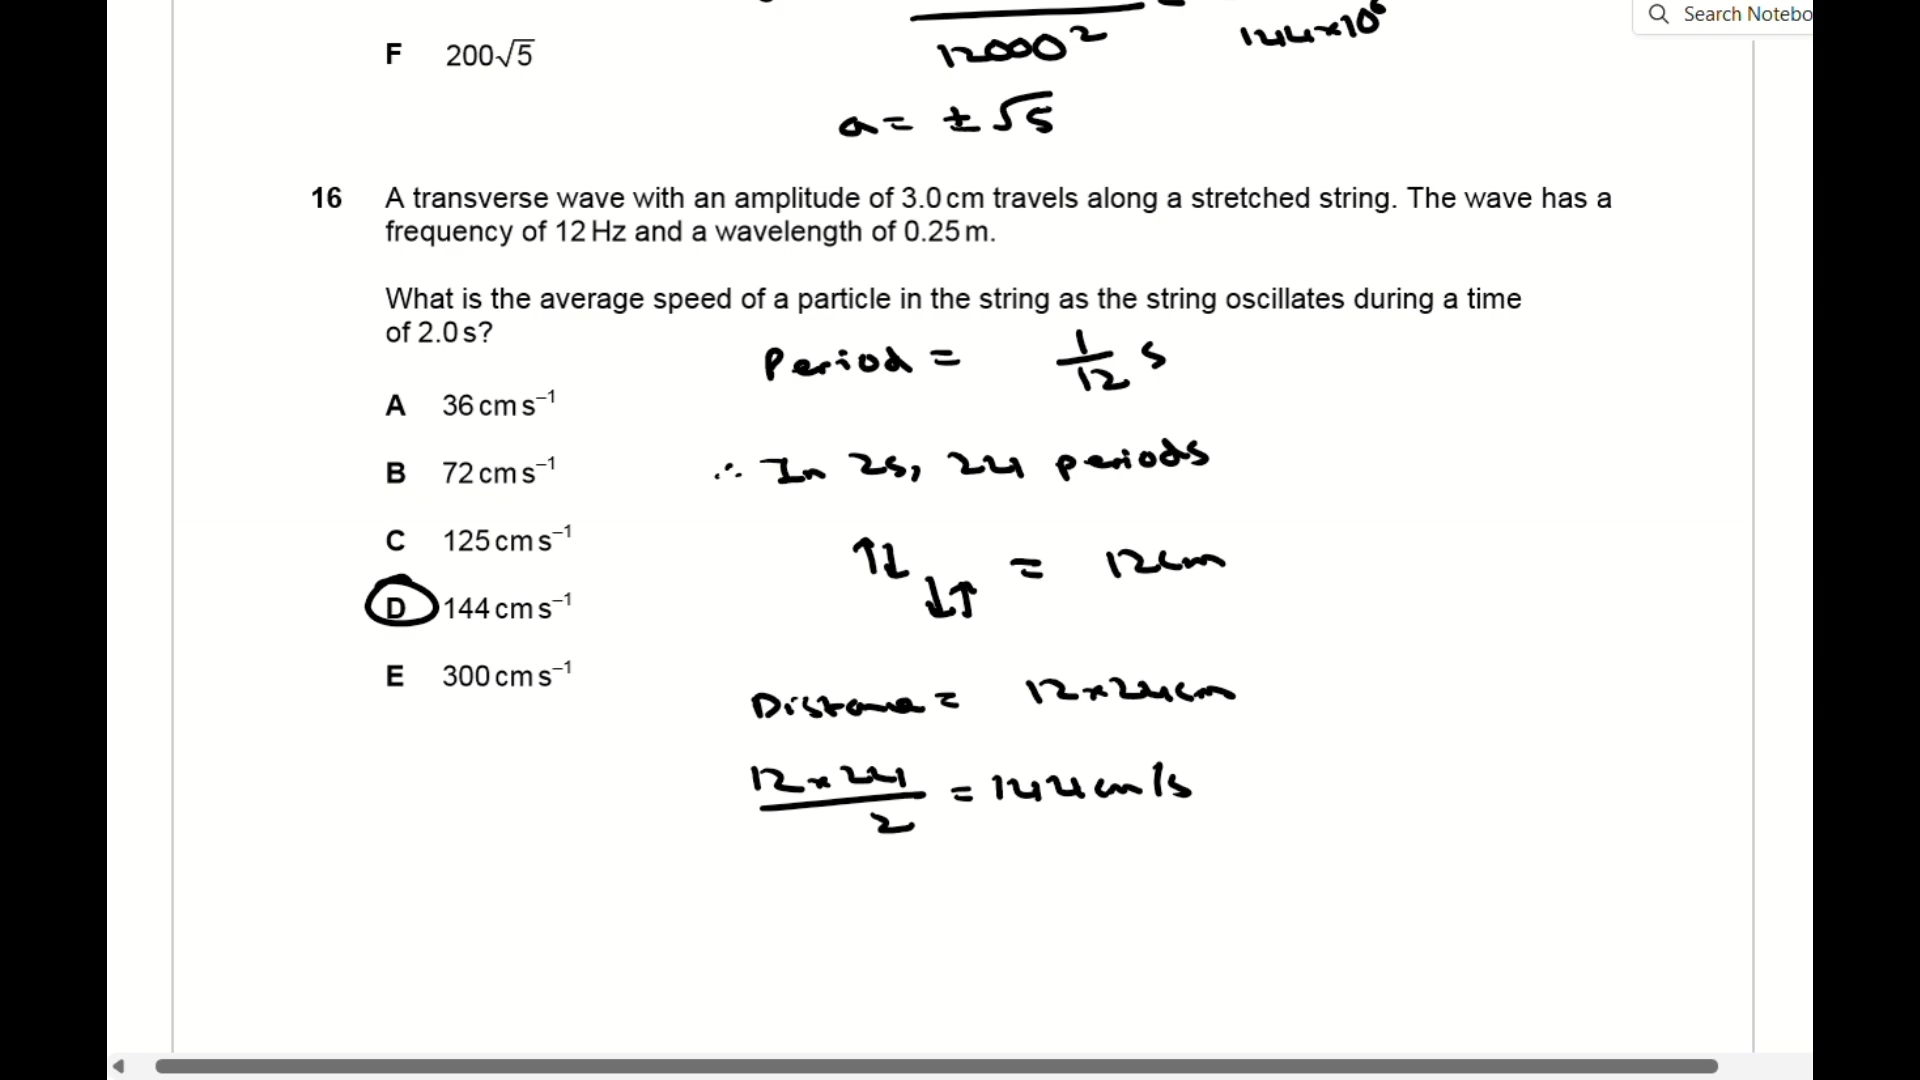 Search Notebo
F 200√5
12000²
144×10⁶
a = ±√5
16 A transverse wave with an amplitude of 3.0 cm travels along a stretched string. The wave has a
frequency of 12 Hz and a wavelength of 0.25 m.
What is the average speed of a particle in the string as the string oscillates during a time
of 2.0 s?
Period = 1/12 s
A 36 cm s⁻¹
B 72 cm s⁻¹
∴ In 2s, 24 periods
C 125 cm s⁻¹
↑↓ ↓↑ = 12cm
D 144 cm s⁻¹
E 300 cm s⁻¹
Distance = 12×24cm
12×24/2 = 144cm/s